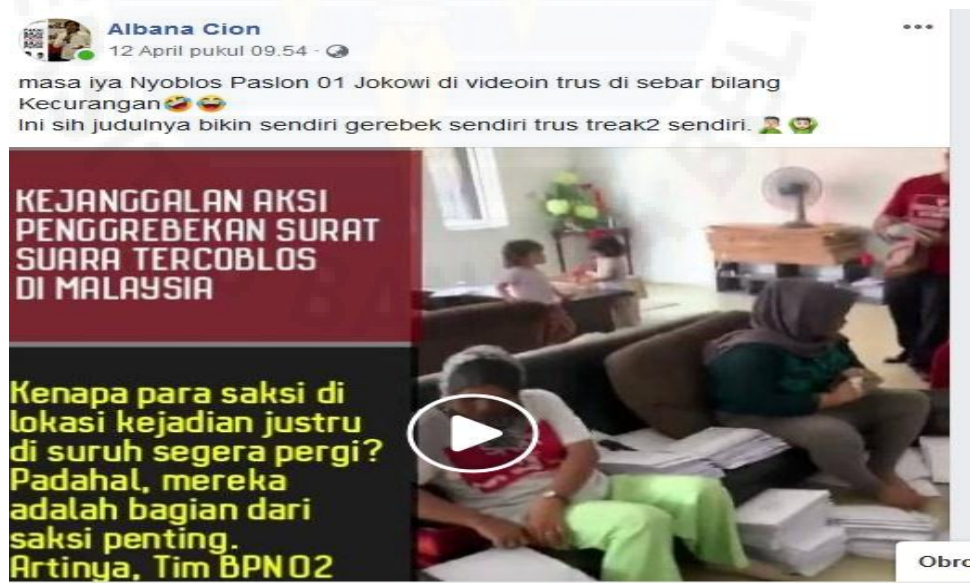 Albana Cion
12 April pukul 09.54 ·
masa iya Nyoblos Paslon 01 Jokowi di videoin trus di sebar bilang
Kecurangan🤣😂
Ini sih judulnya bikin sendiri gerebek sendiri trus treak2 sendiri.
KEJANGGALAN AKSI
PENGGREBEKAN SURAT
SUARA TERCOBLOS
DI MALAYSIA
Kenapa para saksi di
lokasi kejadian justru
di suruh segera pergi?
Padahal, mereka
adalah bagian dari
saksi penting.
Artinya, Tim BPN 02
Obro